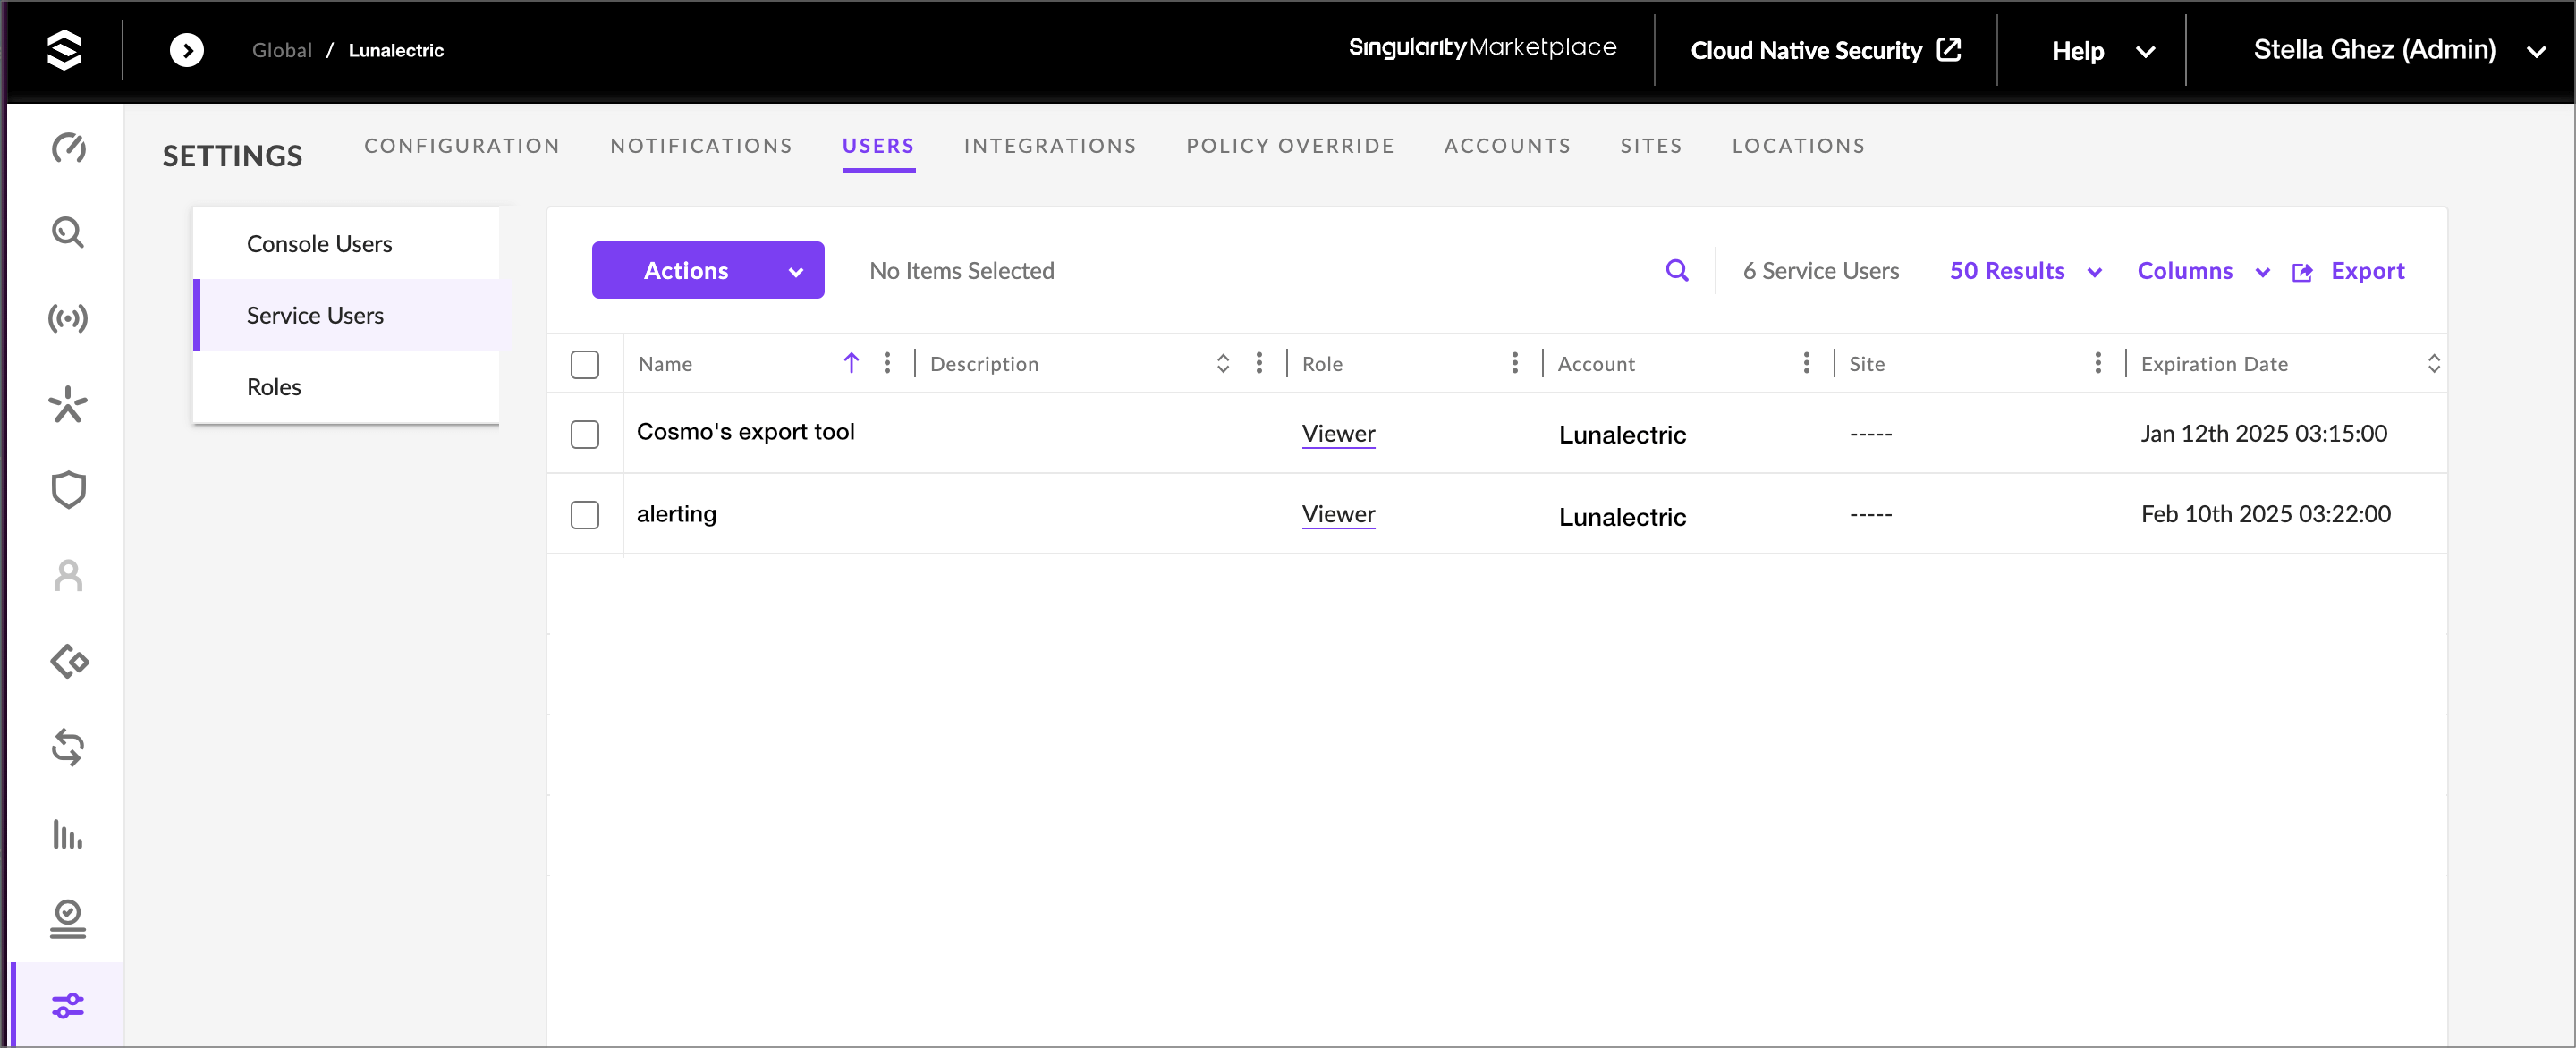 Global / Lunalectric
Singularity Marketplace
Cloud Native Security
Help
Stella Ghez (Admin)
SETTINGS
CONFIGURATION
NOTIFICATIONS
USERS
INTEGRATIONS
POLICY OVERRIDE
ACCOUNTS
SITES
LOCATIONS
Console Users
Service Users
Roles
Actions
No Items Selected
6 Service Users
50 Results
Columns
Export
Name Description Role Account Site Expiration Date
Cosmo's export tool Viewer Lunalectric ----- Jan 12th 2025 03:15:00
alerting Viewer Lunalectric ----- Feb 10th 2025 03:22:00